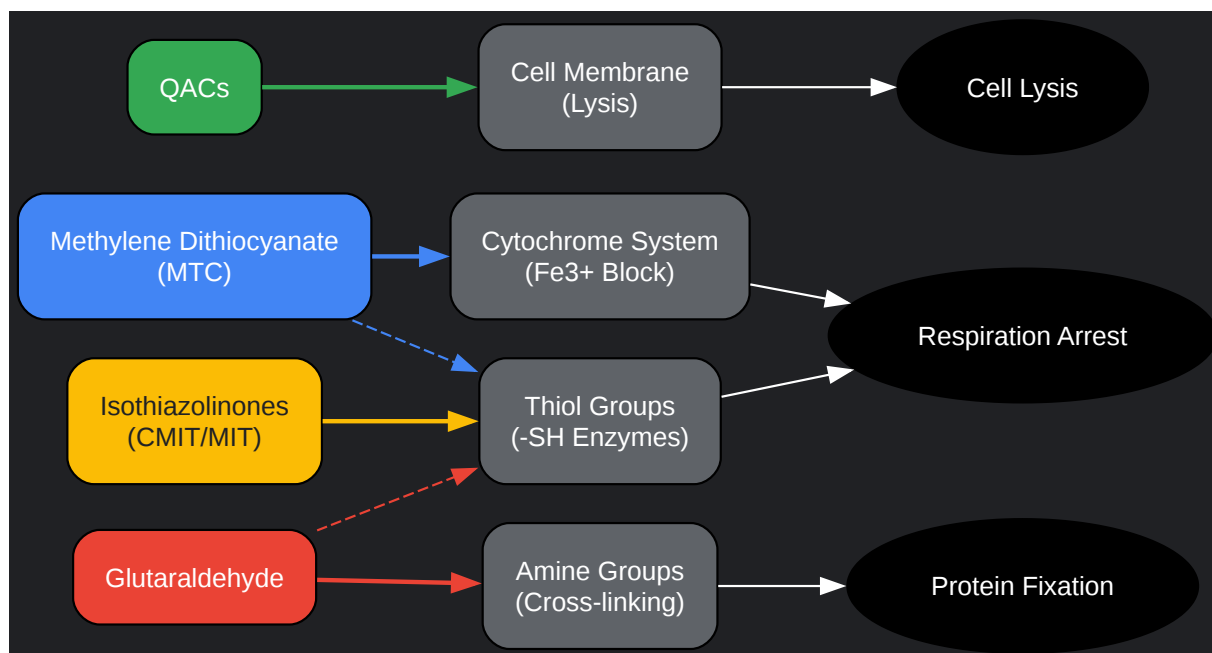 QACs
Cell Membrane
(Lysis)
Cell Lysis
Methylene Dithiocyanate
(MTC)
Cytochrome System
(Fe3+ Block)
Respiration Arrest
Isothiazolinones
(CMIT/MIT)
Thiol Groups
(-SH Enzymes)
Glutaraldehyde
Amine Groups
(Cross-linking)
Protein Fixation